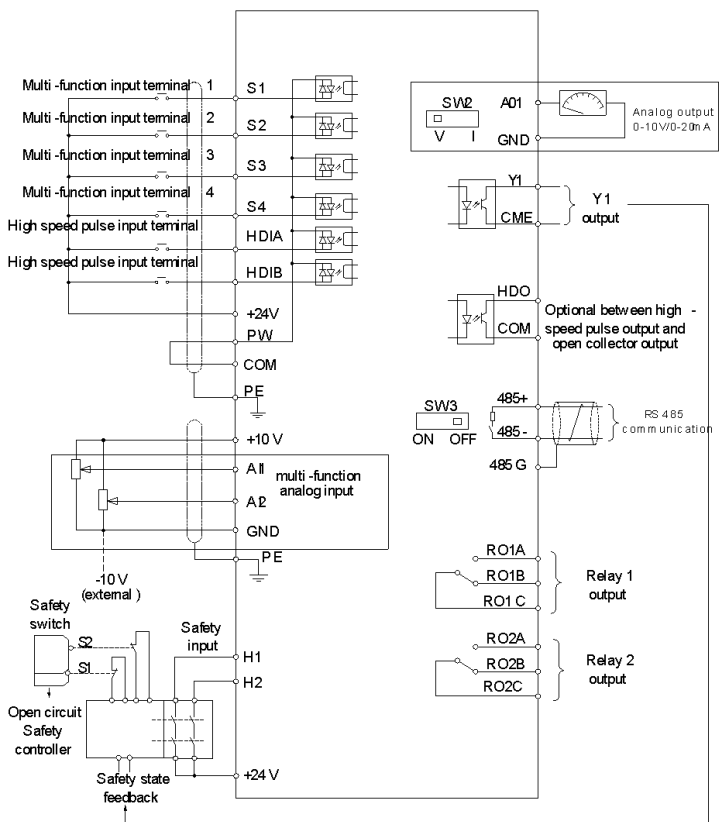 Multi -function input terminal 1
S1
Multi -function input terminal 2
S2
Multi -function input terminal 3
S3
Multi -function input terminal 4
S4
High speed pulse input terminal
HDIA
High speed pulse input terminal
HDIB
+24V
PW
COM
PE
+10 V
AI1
multi -function
analog input
AI2
GND
PE
-10 V
(external )
Safety
switch
S2
S1
Safety
input
H1
H2
Open circuit
Safety
controller
+24 V
Safety state
feedback
SW2
V I
AO1
GND
Analog output
0-10V/0-20mA
Y1
CME
Y1
output
HDO
COM
Optional between high -
speed pulse output and
open collector output
SW3
ON OFF
485+
485 -
485 G
RS 485
communication
RO1A
RO1B
RO1 C
Relay 1
output
RO2A
RO2B
RO2C
Relay 2
output